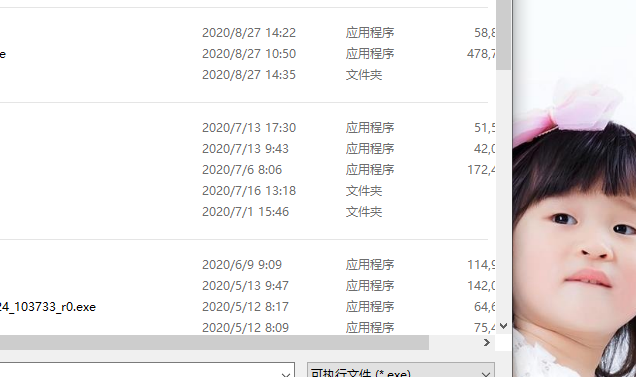 2020/8/27 14:22 应用程序 58,8
e 2020/8/27 10:50 应用程序 478,7
2020/8/27 14:35 文件夹
2020/7/13 17:30 应用程序 51,5
2020/7/13 9:43 应用程序 42,0
2020/7/6 8:06 应用程序 172,4
2020/7/16 13:18 文件夹
2020/7/1 15:46 文件夹
2020/6/9 9:09 应用程序 114,9
2020/5/13 9:47 应用程序 142,0
24_103733_r0.exe 2020/5/12 8:17 应用程序 64,6
2020/5/12 8:09 应用程序 75,4
可执行文件 (*.exe)